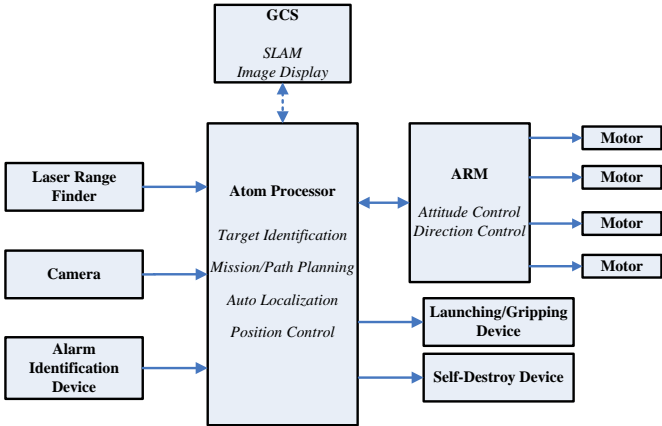 GCS
SLAM
Image Display
Laser Range
Finder
Camera
Alarm
Identification
Device
Atom Processor
Target Identification
Mission/Path Planning
Auto Localization
Position Control
ARM
Attitude Control
Direction Control
Motor
Motor
Motor
Motor
Launching/Gripping
Device
Self-Destroy Device